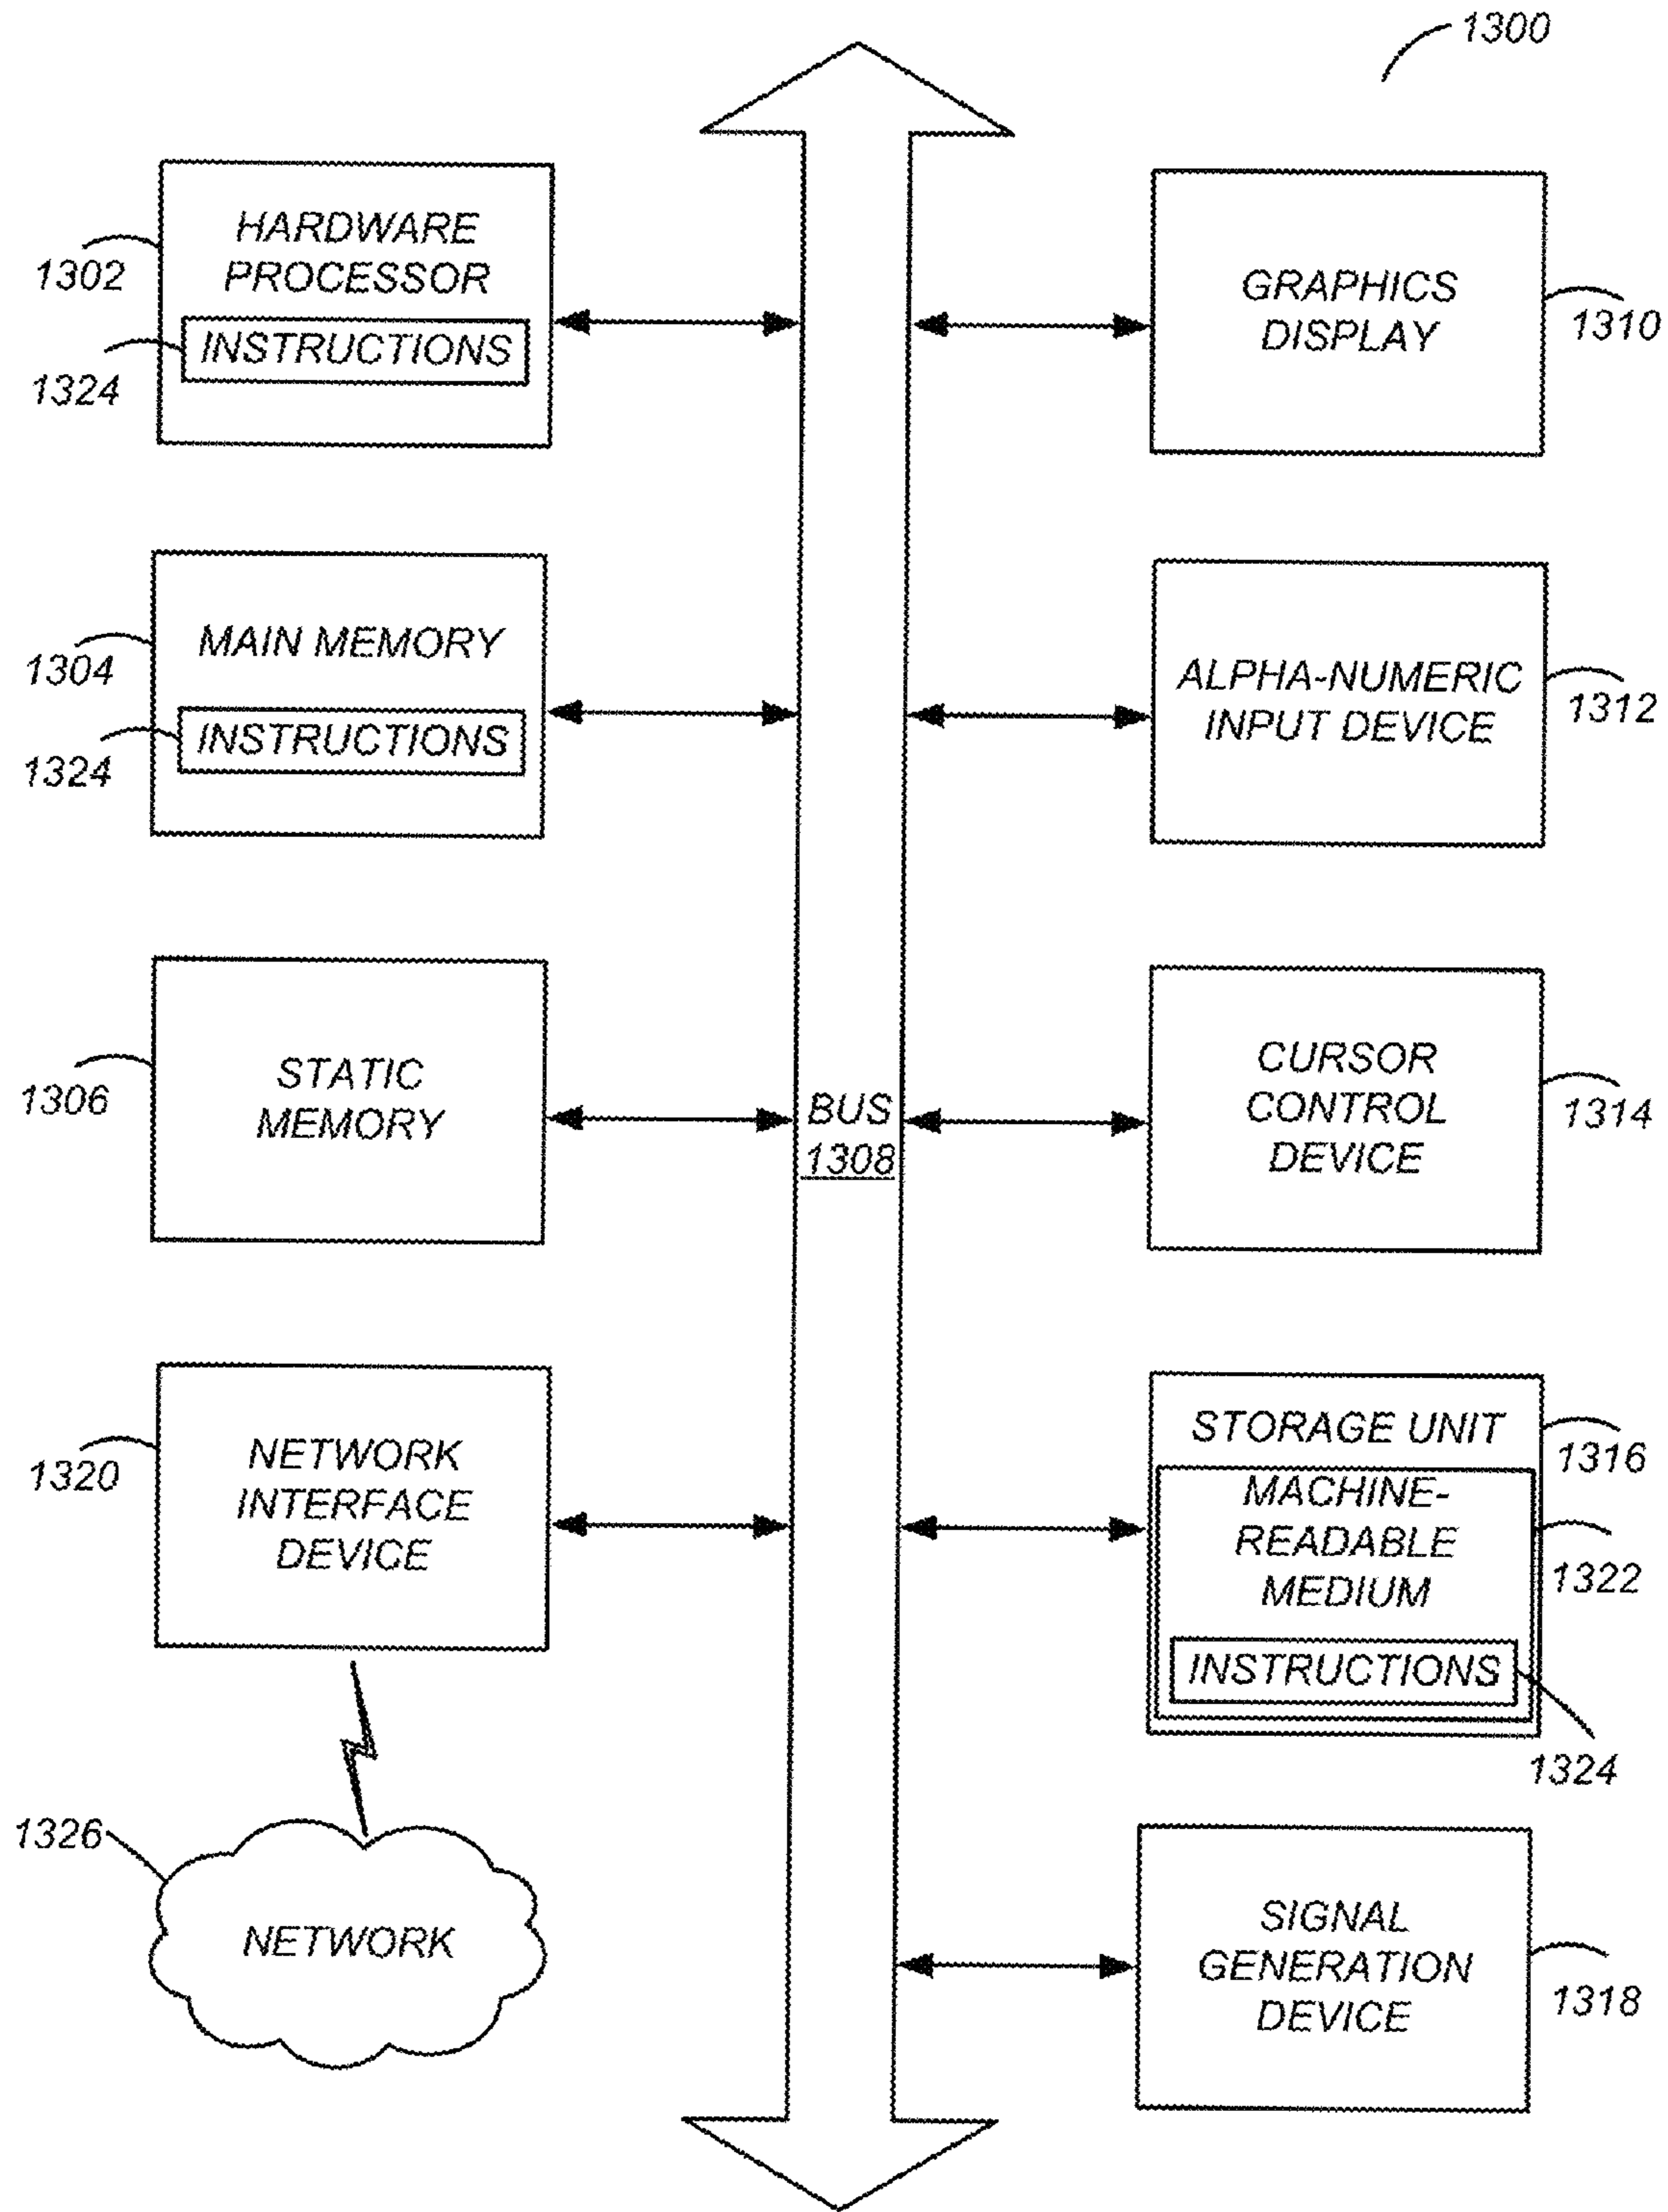 1300
HARDWARE
PROCESSOR
1302
INSTRUCTIONS
1324
GRAPHICS
DISPLAY
1310
MAIN MEMORY
1304
INSTRUCTIONS
1324
ALPHA-NUMERIC
INPUT DEVICE
1312
STATIC
MEMORY
1306
BUS
1308
CURSOR
CONTROL
DEVICE
1314
NETWORK
INTERFACE
DEVICE
1320
STORAGE UNIT
1316
MACHINE-
READABLE
MEDIUM
1322
INSTRUCTIONS
1324
1326
NETWORK
SIGNAL
GENERATION
DEVICE
1318